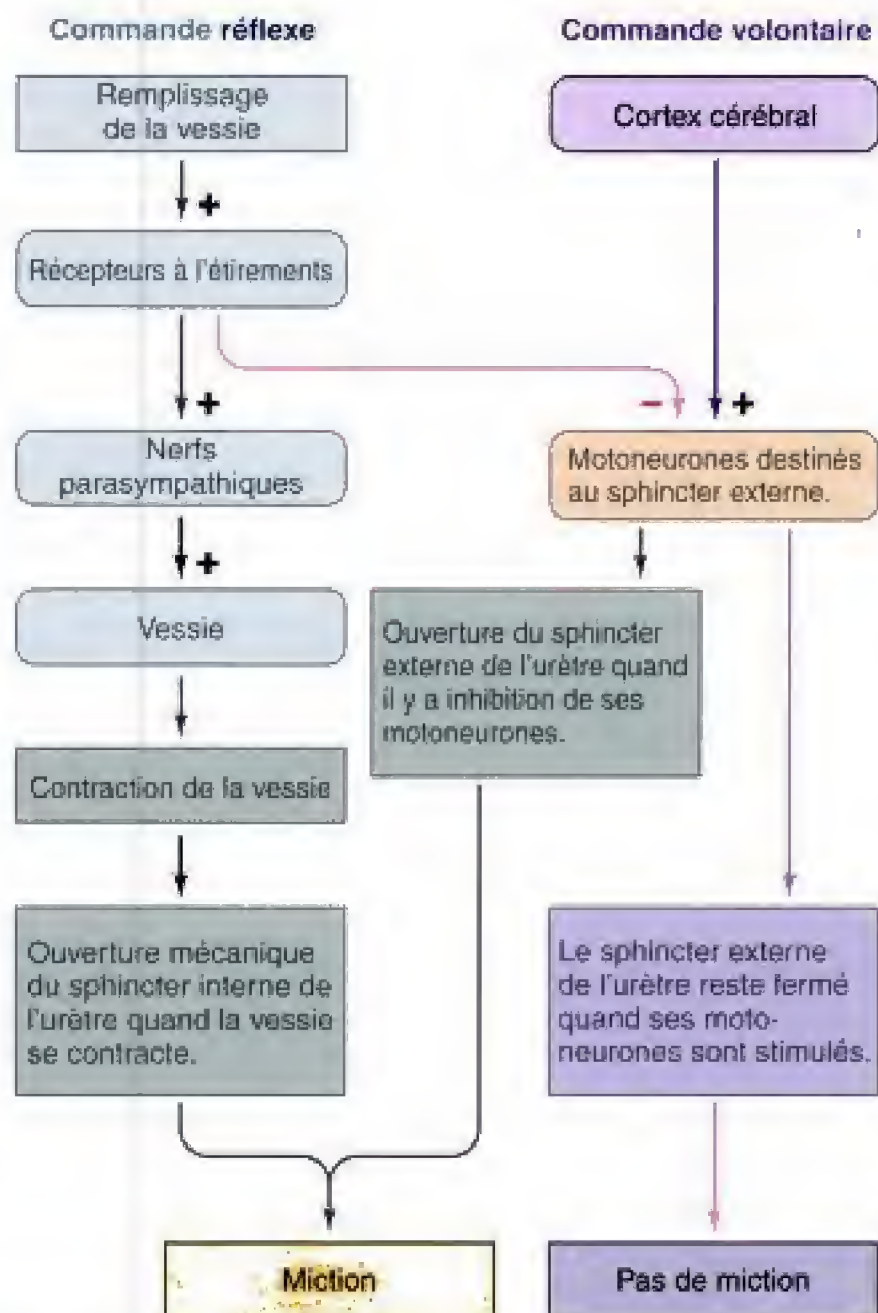 Commande réflexe
Commande volontaire
Remplissage
de la vessie
Cortex cérébral
+
Récepteurs à l'étirements
+
− +
Nerfs
parasympathiques
Motoneurones destinés
au sphincter externe.
+
Vessie
Ouverture du sphincter
externe de l'urètre quand
il y a inhibition de ses
motoneurones.
Contraction de la vessie
Ouverture mécanique
du sphincter interne de
l'urètre quand la vessie
se contracte.
Le sphincter externe
de l'urètre reste fermé
quand ses moto-
neurones sont stimulés.
Miction
Pas de miction